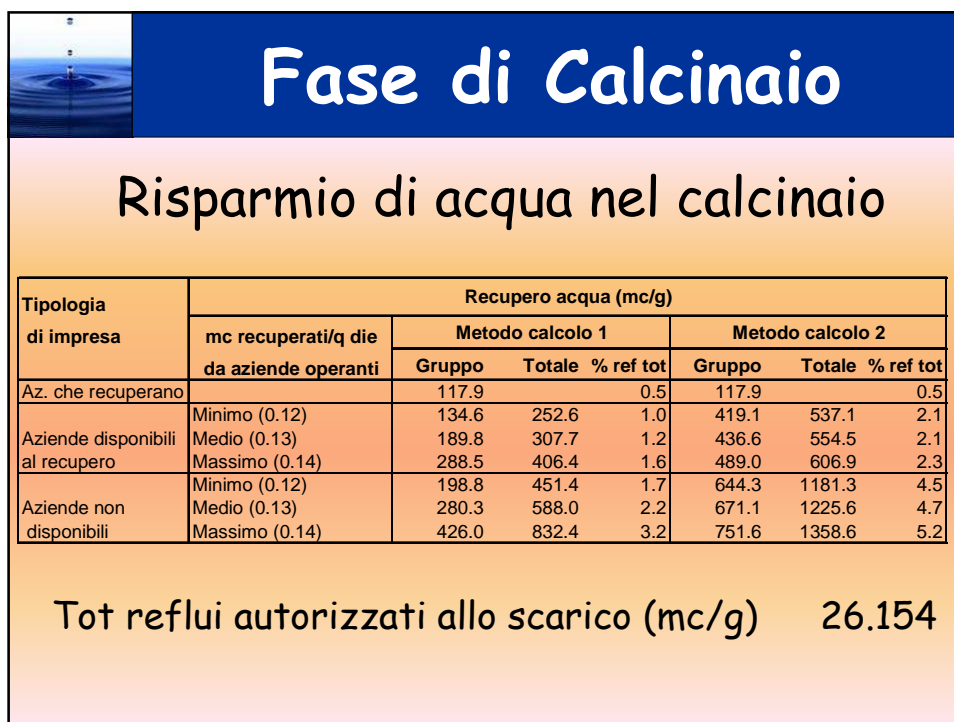 Fase di Calcinaio
Risparmio di acqua nel calcinaio
Tipologia di impresa Recupero acqua (mc/g)
mc recuperati/q die da aziende operanti Metodo calcolo 1 Metodo calcolo 2
Gruppo Totale % ref tot Gruppo Totale % ref tot
Az. che recuperano 117.9 0.5 117.9 0.5
Minimo (0.12) 134.6 252.6 1.0 419.1 537.1 2.1
Aziende disponibili Medio (0.13) 189.8 307.7 1.2 436.6 554.5 2.1
al recupero Massimo (0.14) 288.5 406.4 1.6 489.0 606.9 2.3
Minimo (0.12) 198.8 451.4 1.7 644.3 1181.3 4.5
Aziende non Medio (0.13) 280.3 588.0 2.2 671.1 1225.6 4.7
disponibili Massimo (0.14) 426.0 832.4 3.2 751.6 1358.6 5.2
Tot reflui autorizzati allo scarico (mc/g) 26.154